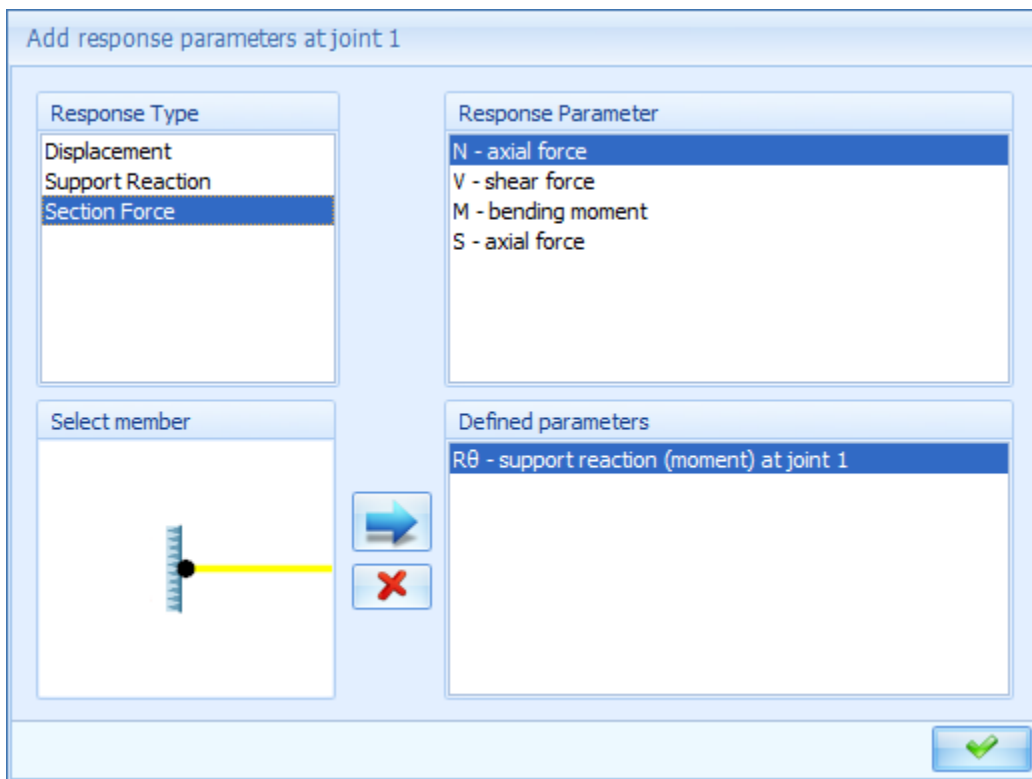 Add response parameters at joint 1
Response Type
Displacement
Support Reaction
Section Force
Response Parameter
N - axial force
V - shear force
M - bending moment
S - axial force
Select member
Defined parameters
Rθ - support reaction (moment) at joint 1